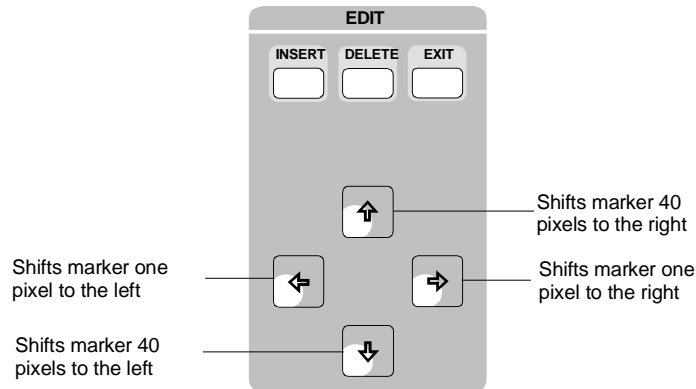 EDIT
INSERT DELETE EXIT
Shifts marker 40
pixels to the right
Shifts marker one
pixel to the left
Shifts marker one
pixel to the right
Shifts marker 40
pixels to the left